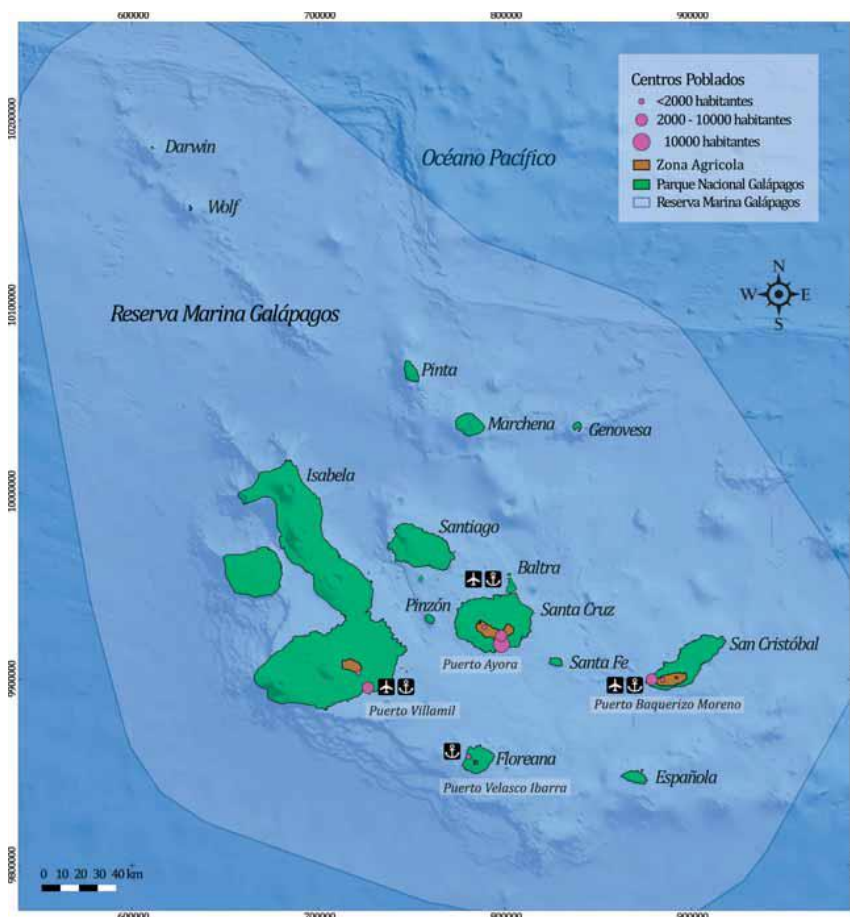 600000 700000 800000 900000
Centros Poblados
<2000 habitantes
2000 - 10000 habitantes
10000 habitantes
Zona Agricola
Parque Nacional Galápagos
Reserva Marina Galápagos
10200000
Darwin
Océano Pacífico
Wolf
N
W E
S
10100000
Reserva Marina Galápagos
Pinta
Marchena
Genovesa
Isabela
10000000
Santiago
Baltra
Pinzón
Santa Cruz
San Cristóbal
Puerto Ayora
Santa Fe
9900000
Puerto Villamil
Puerto Baquerizo Moreno
Floreana
Española
Puerto Velasco Ibarra
9800000
0 10 20 30 40 km
600000 700000 800000 900000